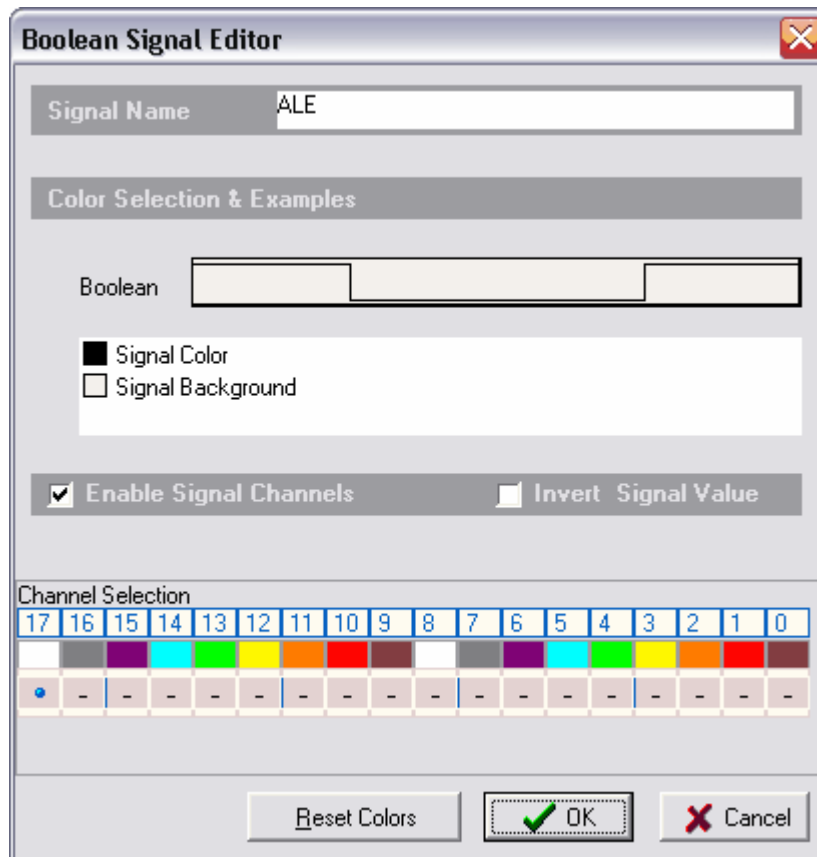 Boolean Signal Editor
Signal Name ALE
Color Selection & Examples
Boolean
Signal Color
Signal Background
Enable Signal Channels Invert Signal Value
Channel Selection
17 16 15 14 13 12 11 10 9 8 7 6 5 4 3 2 1 0
- - - - - - - - - - - - - - - - -
Reset Colors OK Cancel